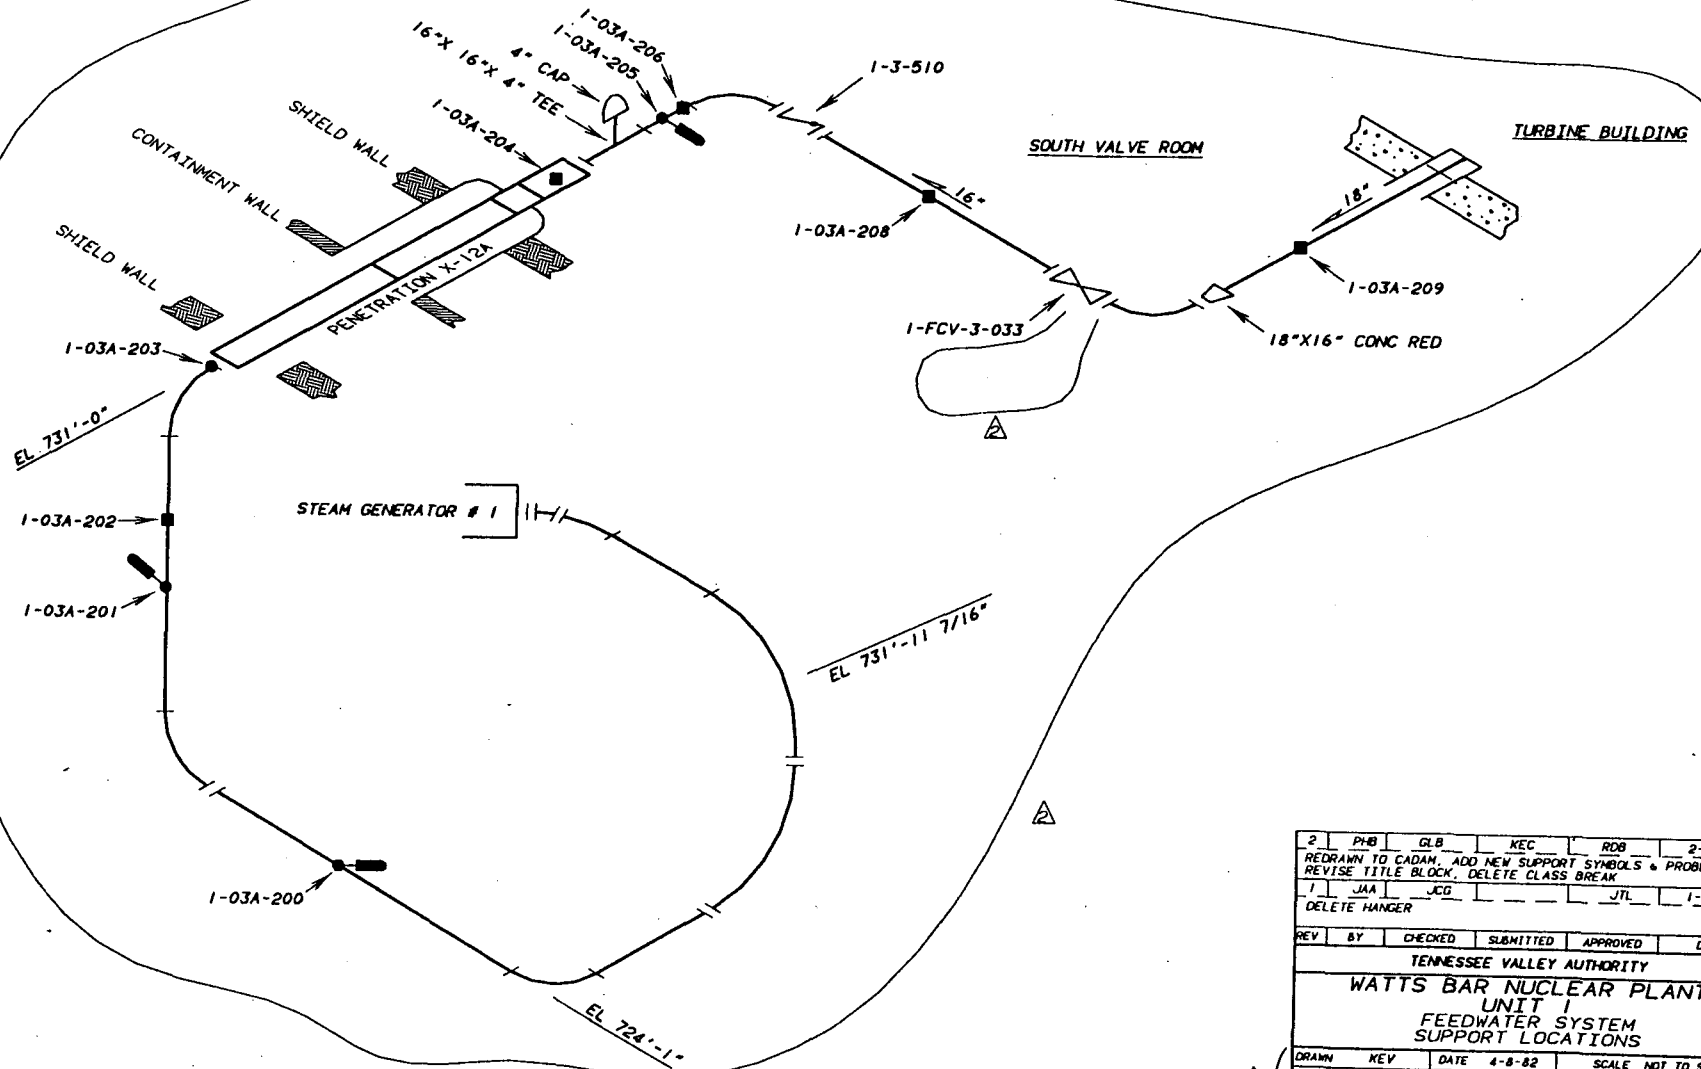 1-03A-206
1-03A-205
16"X 16"X 4" TEE
4" CAP
1-03A-204
1-3-510
SHIELD WALL
CONTAINMENT WALL
SHIELD WALL
SOUTH VALVE ROOM
TURBINE BUILDING
16"
18"
1-03A-208
1-03A-209
PENETRATION X-12A
1-FCV-3-033
18"X16" CONC RED
1-03A-203
EL 731'-0"
2
STEAM GENERATOR # 1
1-03A-202
1-03A-201
EL 731'-11 7/16"
2
1-03A-200
EL 724'-1"
2 PHB GLB KEC RDB 2-
REDRAWN TO CADAM, ADD NEW SUPPORT SYMBOLS & PROB
REVISE TITLE BLOCK, DELETE CLASS BREAK
1 JAA JCG JTL 1-
DELETE HANGER
REV BY CHECKED SUBMITTED APPROVED D
TENNESSEE VALLEY AUTHORITY
WATTS BAR NUCLEAR PLANT
UNIT 1
FEEDWATER SYSTEM
SUPPORT LOCATIONS
DRAWN KEV DATE 4-8-82 SCALE NOT TO S